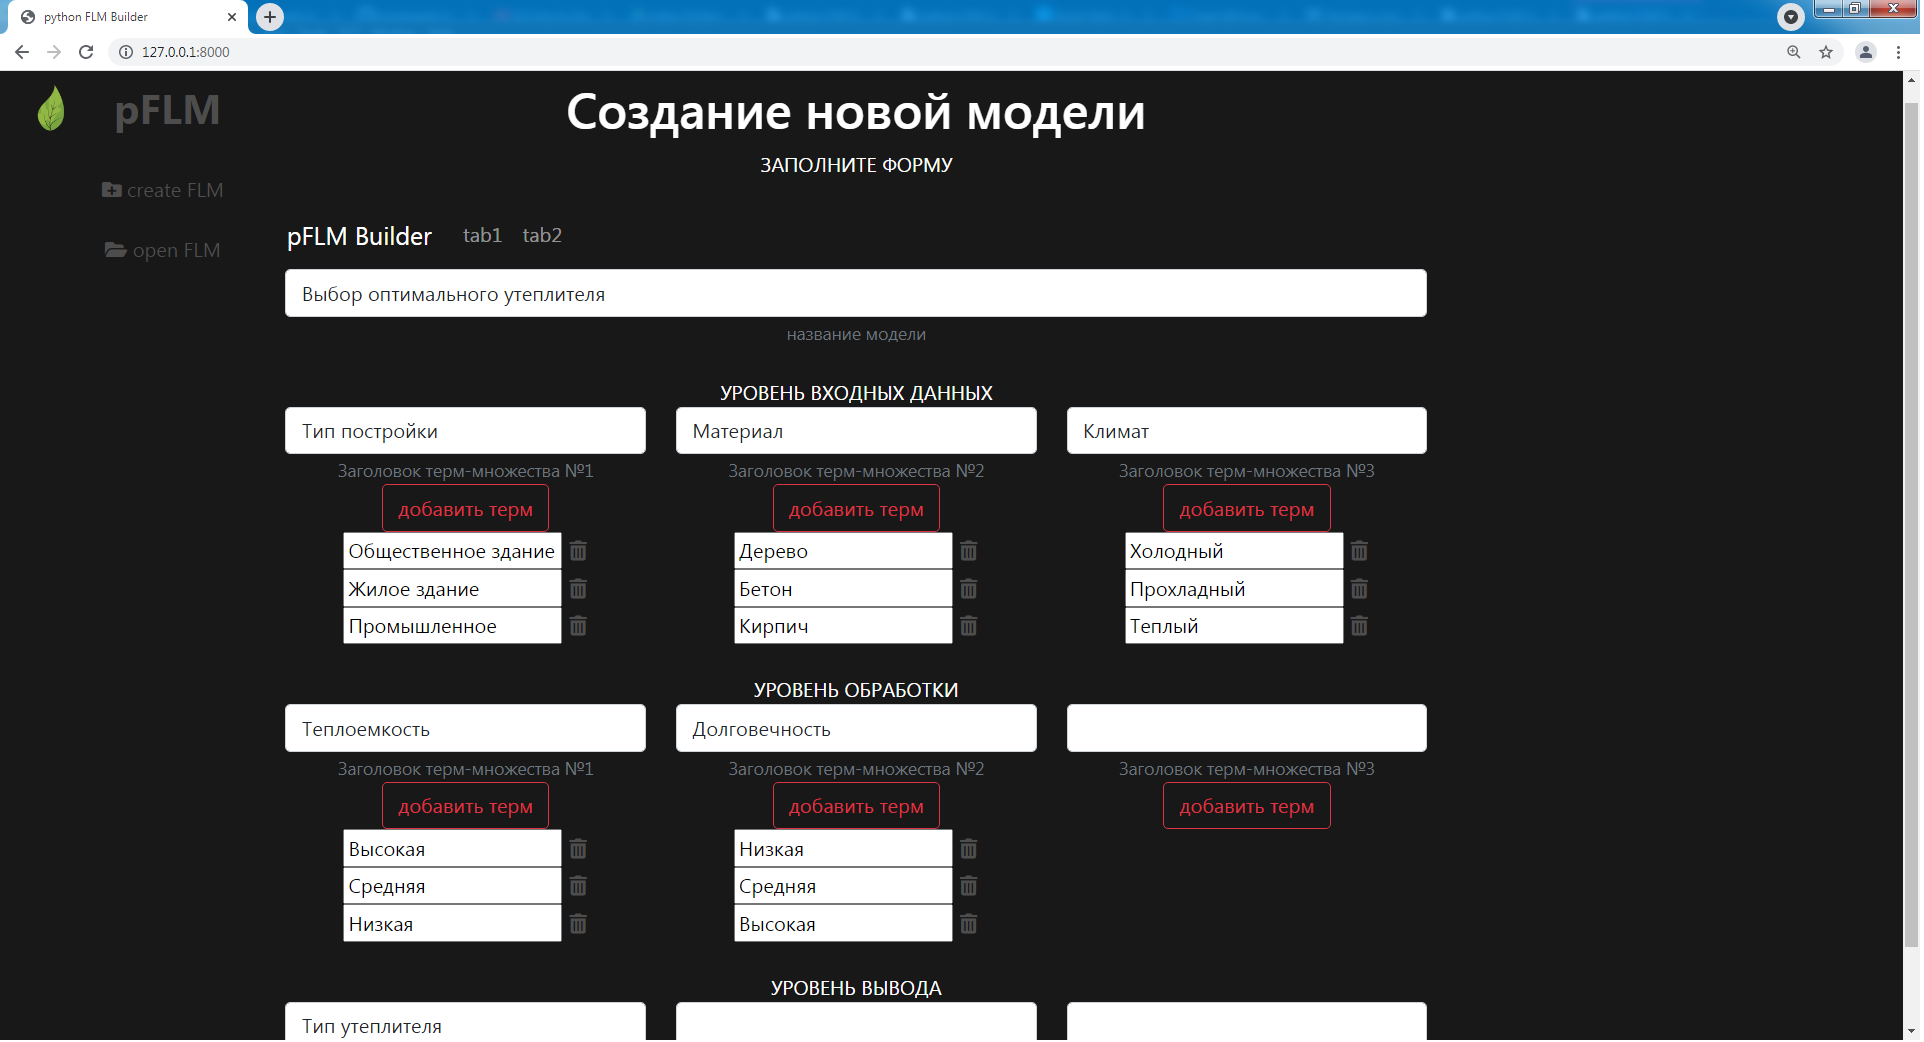 python FLM Builder
127.0.0.1:8000
pFLM
Создание новой модели
ЗАПОЛНИТЕ ФОРМУ
create FLM
open FLM
pFLM Builder tab1 tab2
Выбор оптимального утеплителя
название модели
УРОВЕНЬ ВХОДНЫХ ДАННЫХ
Тип постройки Материал Климат
Заголовок терм-множества №1 Заголовок терм-множества №2 Заголовок терм-множества №3
добавить терм добавить терм добавить терм
Общественное здание Дерево Холодный
Жилое здание Бетон Прохладный
Промышленное Кирпич Теплый
УРОВЕНЬ ОБРАБОТКИ
Теплоемкость Долговечность
Заголовок терм-множества №1 Заголовок терм-множества №2 Заголовок терм-множества №3
добавить терм добавить терм добавить терм
Высокая Низкая
Средняя Средняя
Низкая Высокая
УРОВЕНЬ ВЫВОДА
Тип утеплителя